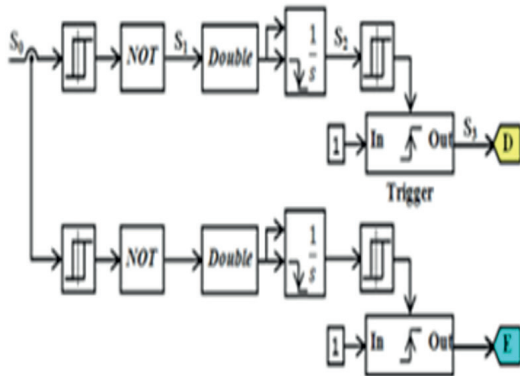 S0 NOT S1 Double 1/s S2
1 In Out S3 D
Trigger
NOT Double 1/s
1 In Out E